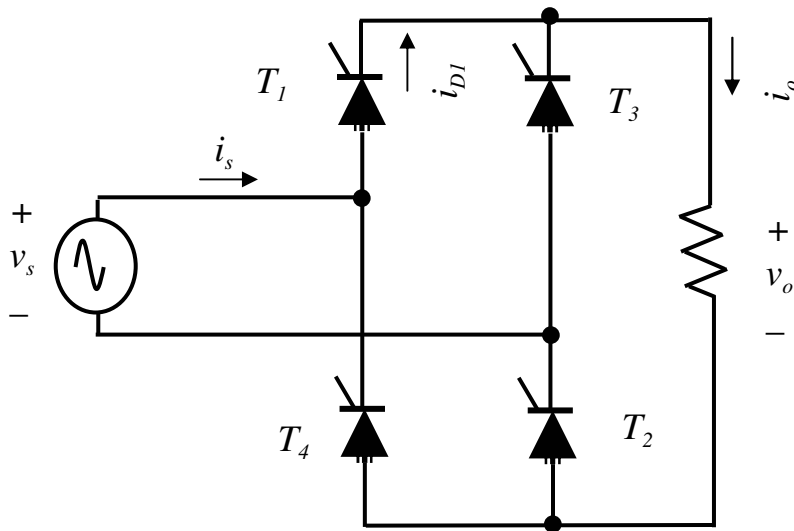 T1
iD1
T3
io
is
+
vs
–
+
vo
–
T4
T2